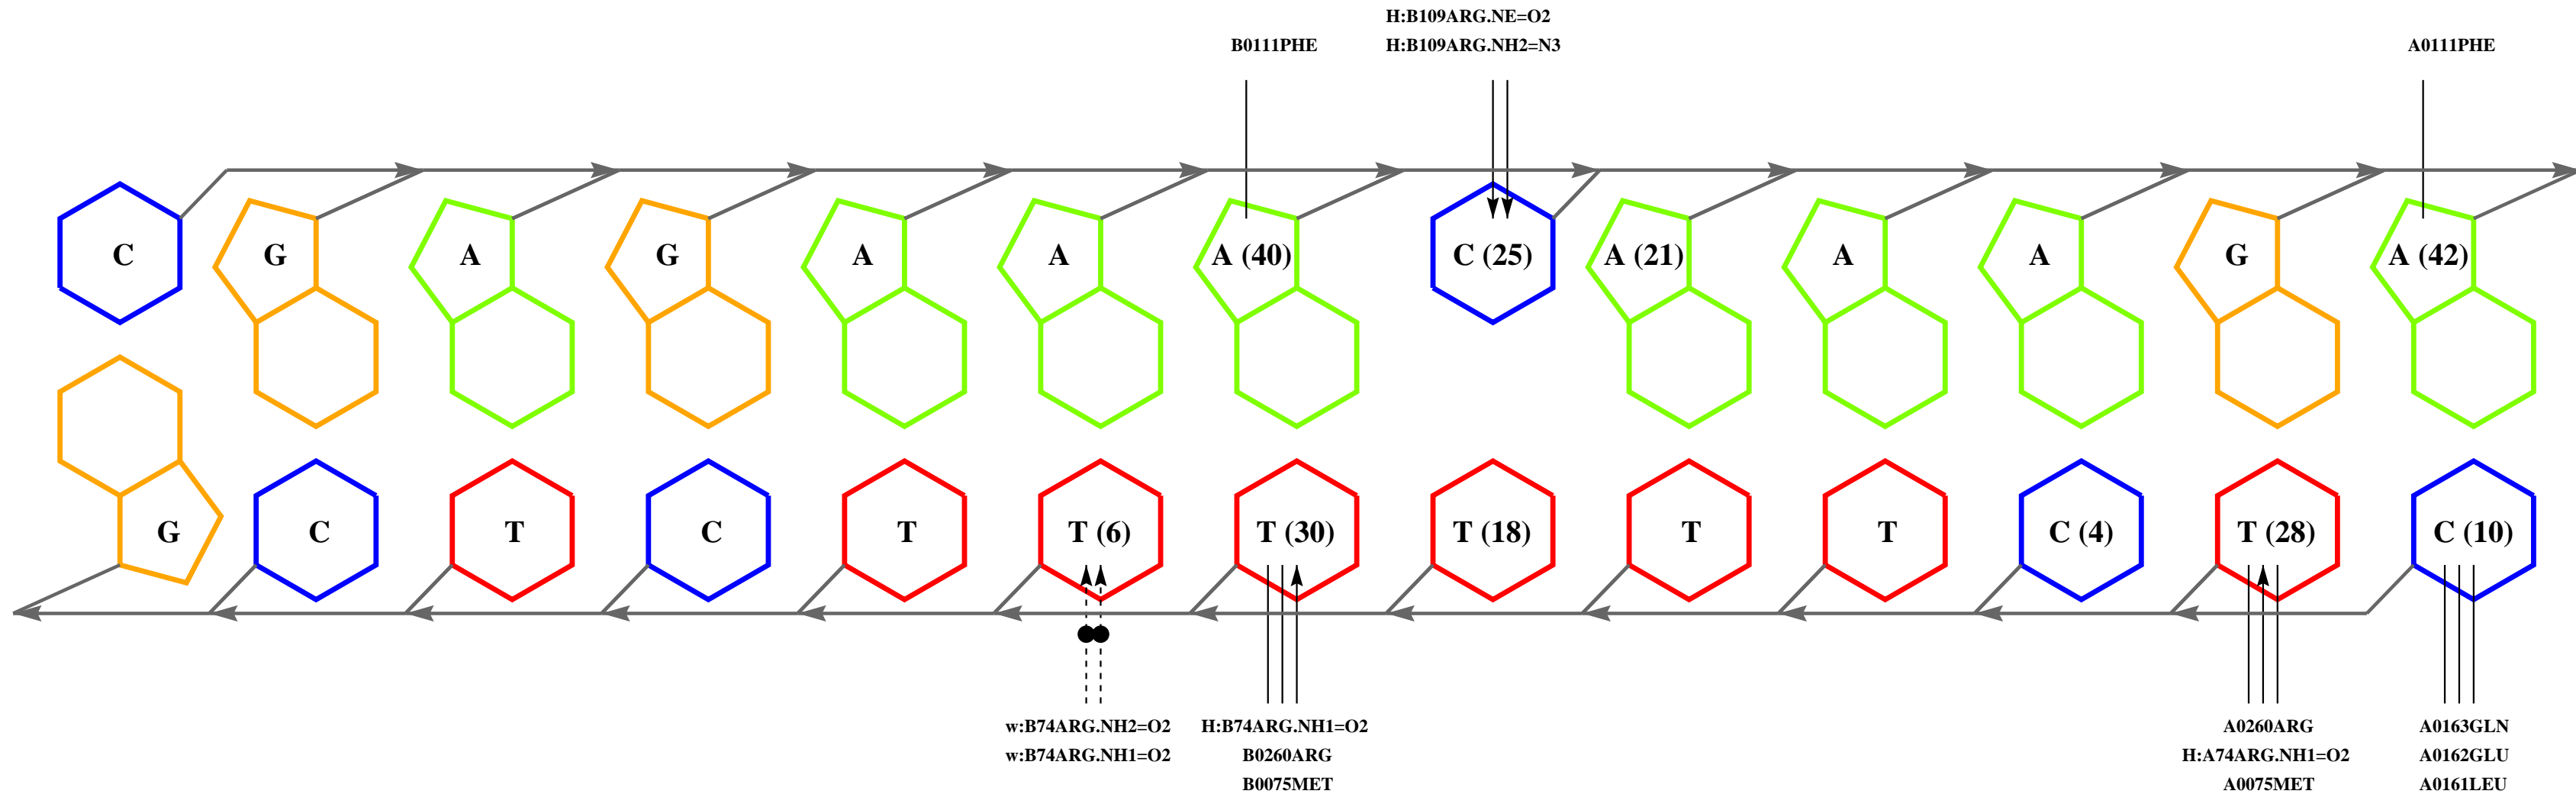 H:B109ARG.NE=O2
B0111PHE H:B109ARG.NH2=N3 A0111PHE
C G A G A A A (40) C (25) A (21) A A G A (42)
G C T C T T (6) T (30) T (18) T T C (4) T (28) C (10)
w:B74ARG.NH2=O2 H:B74ARG.NH1=O2 A0260ARG A0163GLN
w:B74ARG.NH1=O2 B0260ARG H:A74ARG.NH1=O2 A0162GLU
B0075MET A0075MET A0161LEU